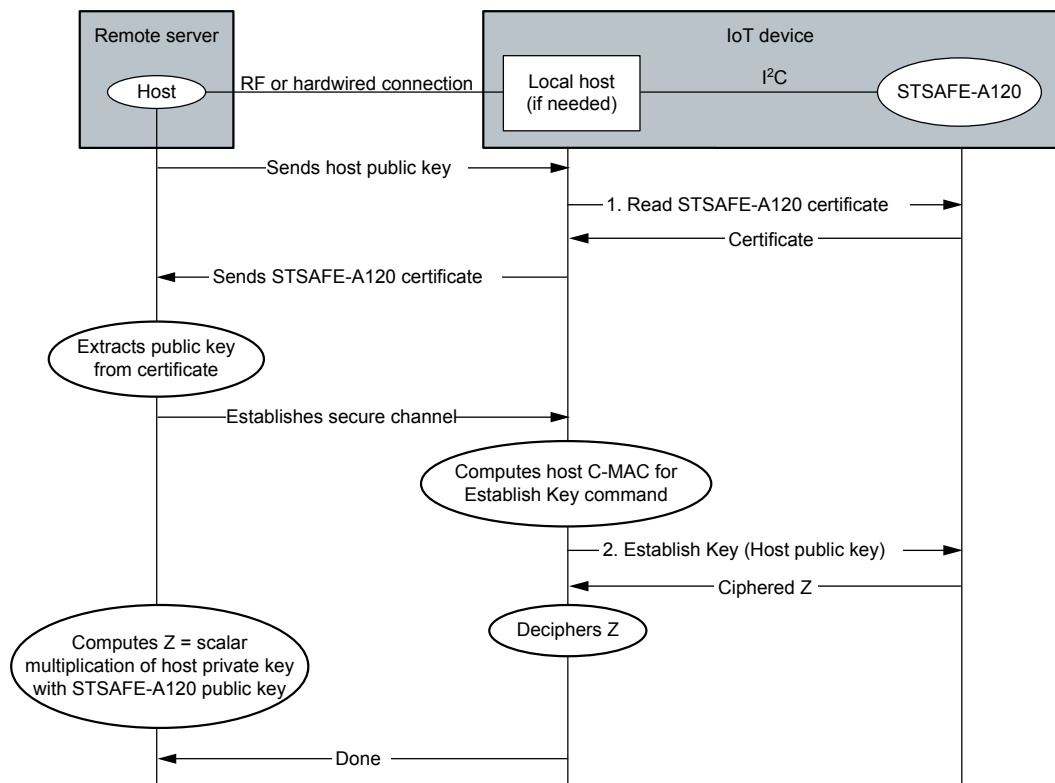 Remote server
IoT device
Host
RF or hardwired connection
Local host
(if needed)
I²C
STSAFE-A120
Sends host public key
1. Read STSAFE-A120 certificate
Certificate
Sends STSAFE-A120 certificate
Extracts public key
from certificate
Establishes secure channel
Computes host C-MAC for
Establish Key command
2. Establish Key (Host public key)
Ciphered Z
Deciphers Z
Computes Z = scalar
multiplication of host private key
with STSAFE-A120 public key
Done